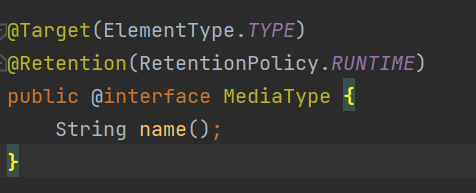 @Target(ElementType.TYPE)
@Retention(RetentionPolicy.RUNTIME)
public @interface MediaType {
    String name();
}